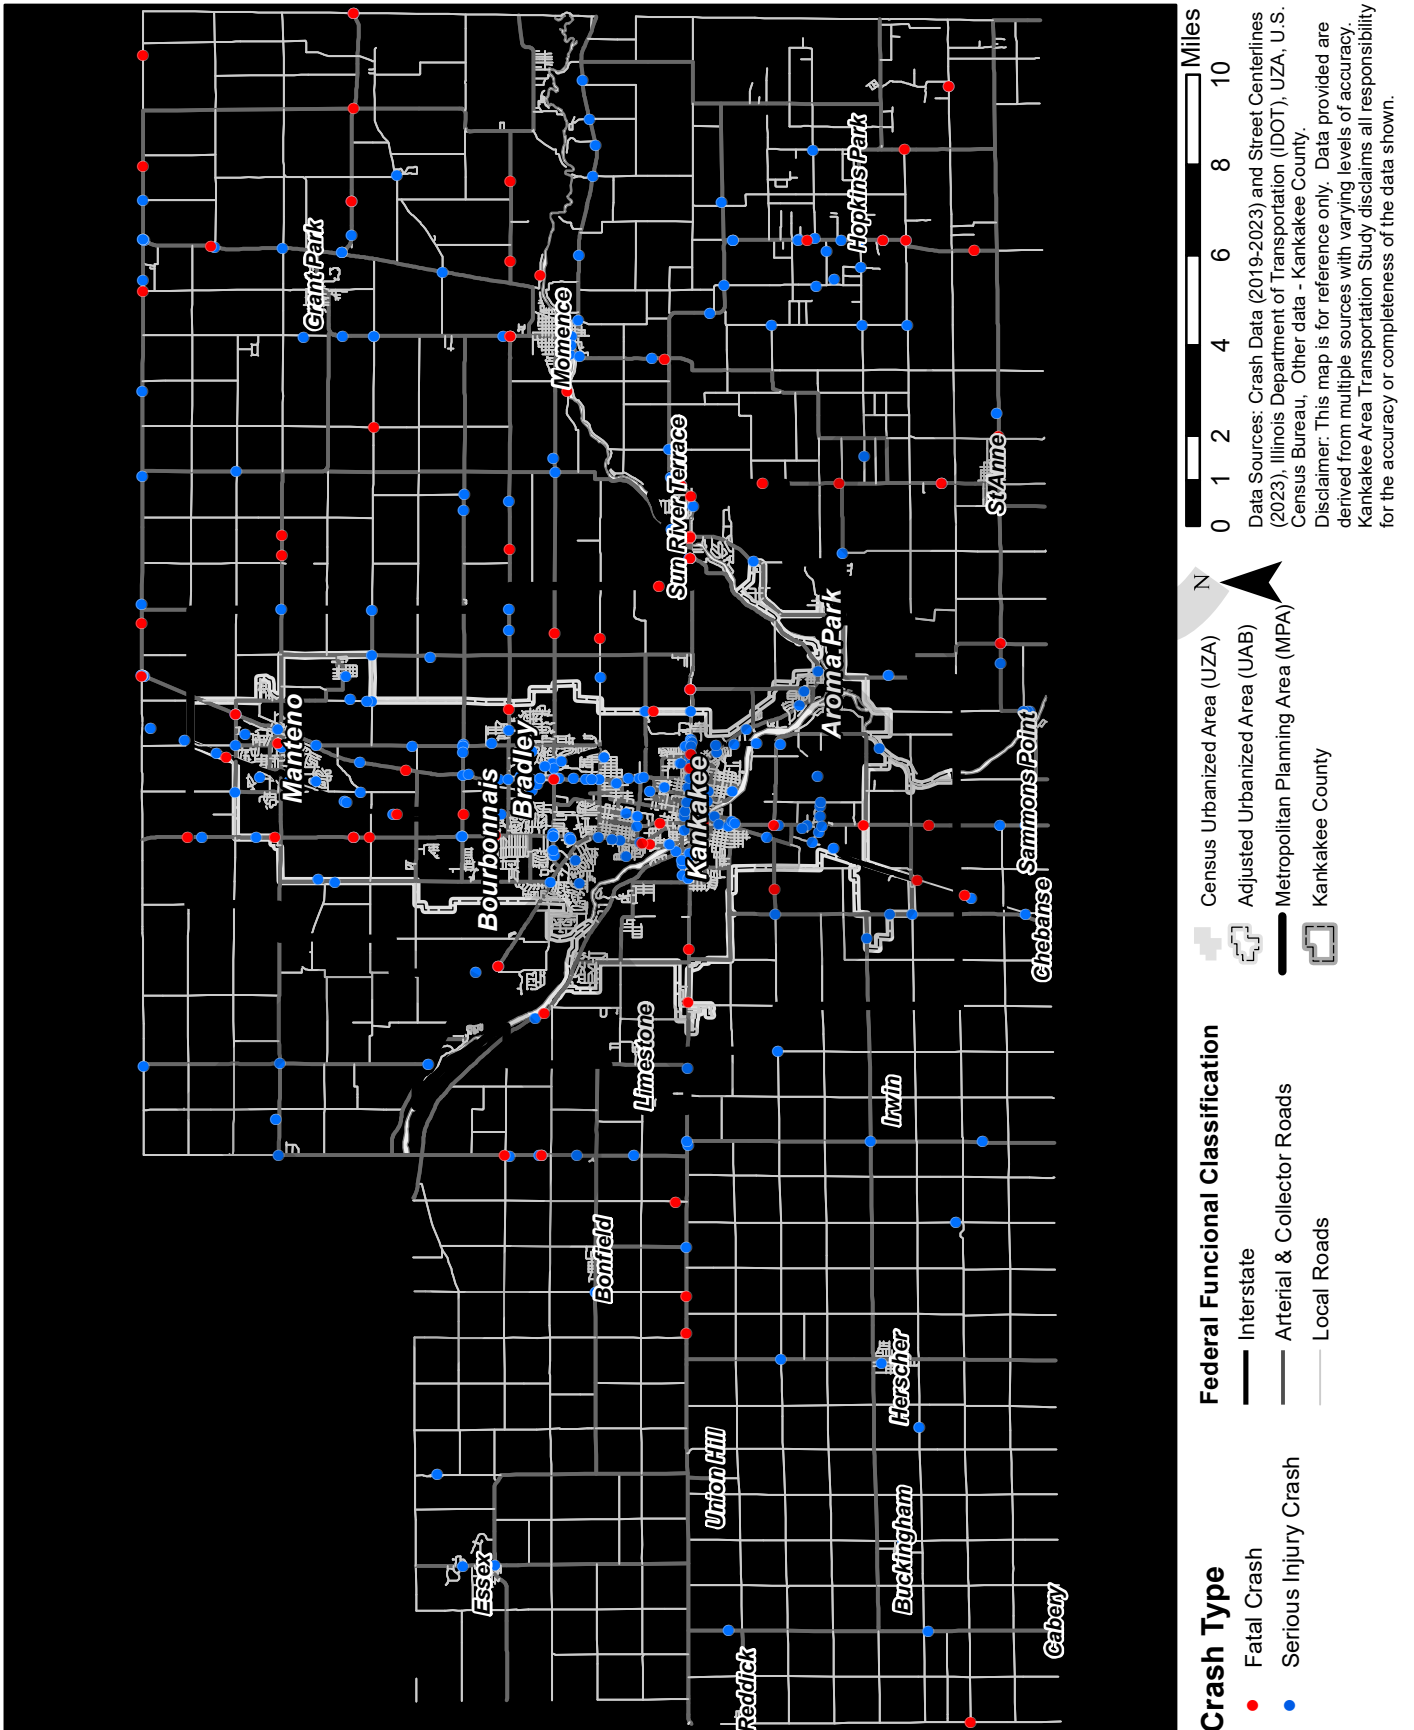 Grant Park
Momence
Hopkins Park
Sun River Terrace
St Anne
Manteno
Bradley
Bourbonnais
Kankakee
Aroma Park
Sammons Point
Chebanse
Limestone
Irwin
Bonfield
Herscher
Union Hill
Buckingham
Essex
Reddick
Cabery
Crash Type
Fatal Crash
Serious Injury Crash
Federal Funcional Classification
Interstate
Arterial & Collector Roads
Local Roads
Census Urbanized Area (UZA)
Adjusted Urbanized Area (UAB)
Metropolitan Planning Area (MPA)
Kankakee County
N
0 1 2 4 6 8 10
Miles
Data Sources: Crash Data (2019-2023) and Street Centerlines
(2023), Illinois Department of Transportation (IDOT), UZA, U.S.
Census Bureau, Other data - Kankakee County.
Disclaimer: This map is for reference only. Data provided are
derived from multiple sources with varying levels of accuracy.
Kankakee Area Transportation Study disclaims all responsibility
for the accuracy or completeness of the data shown.